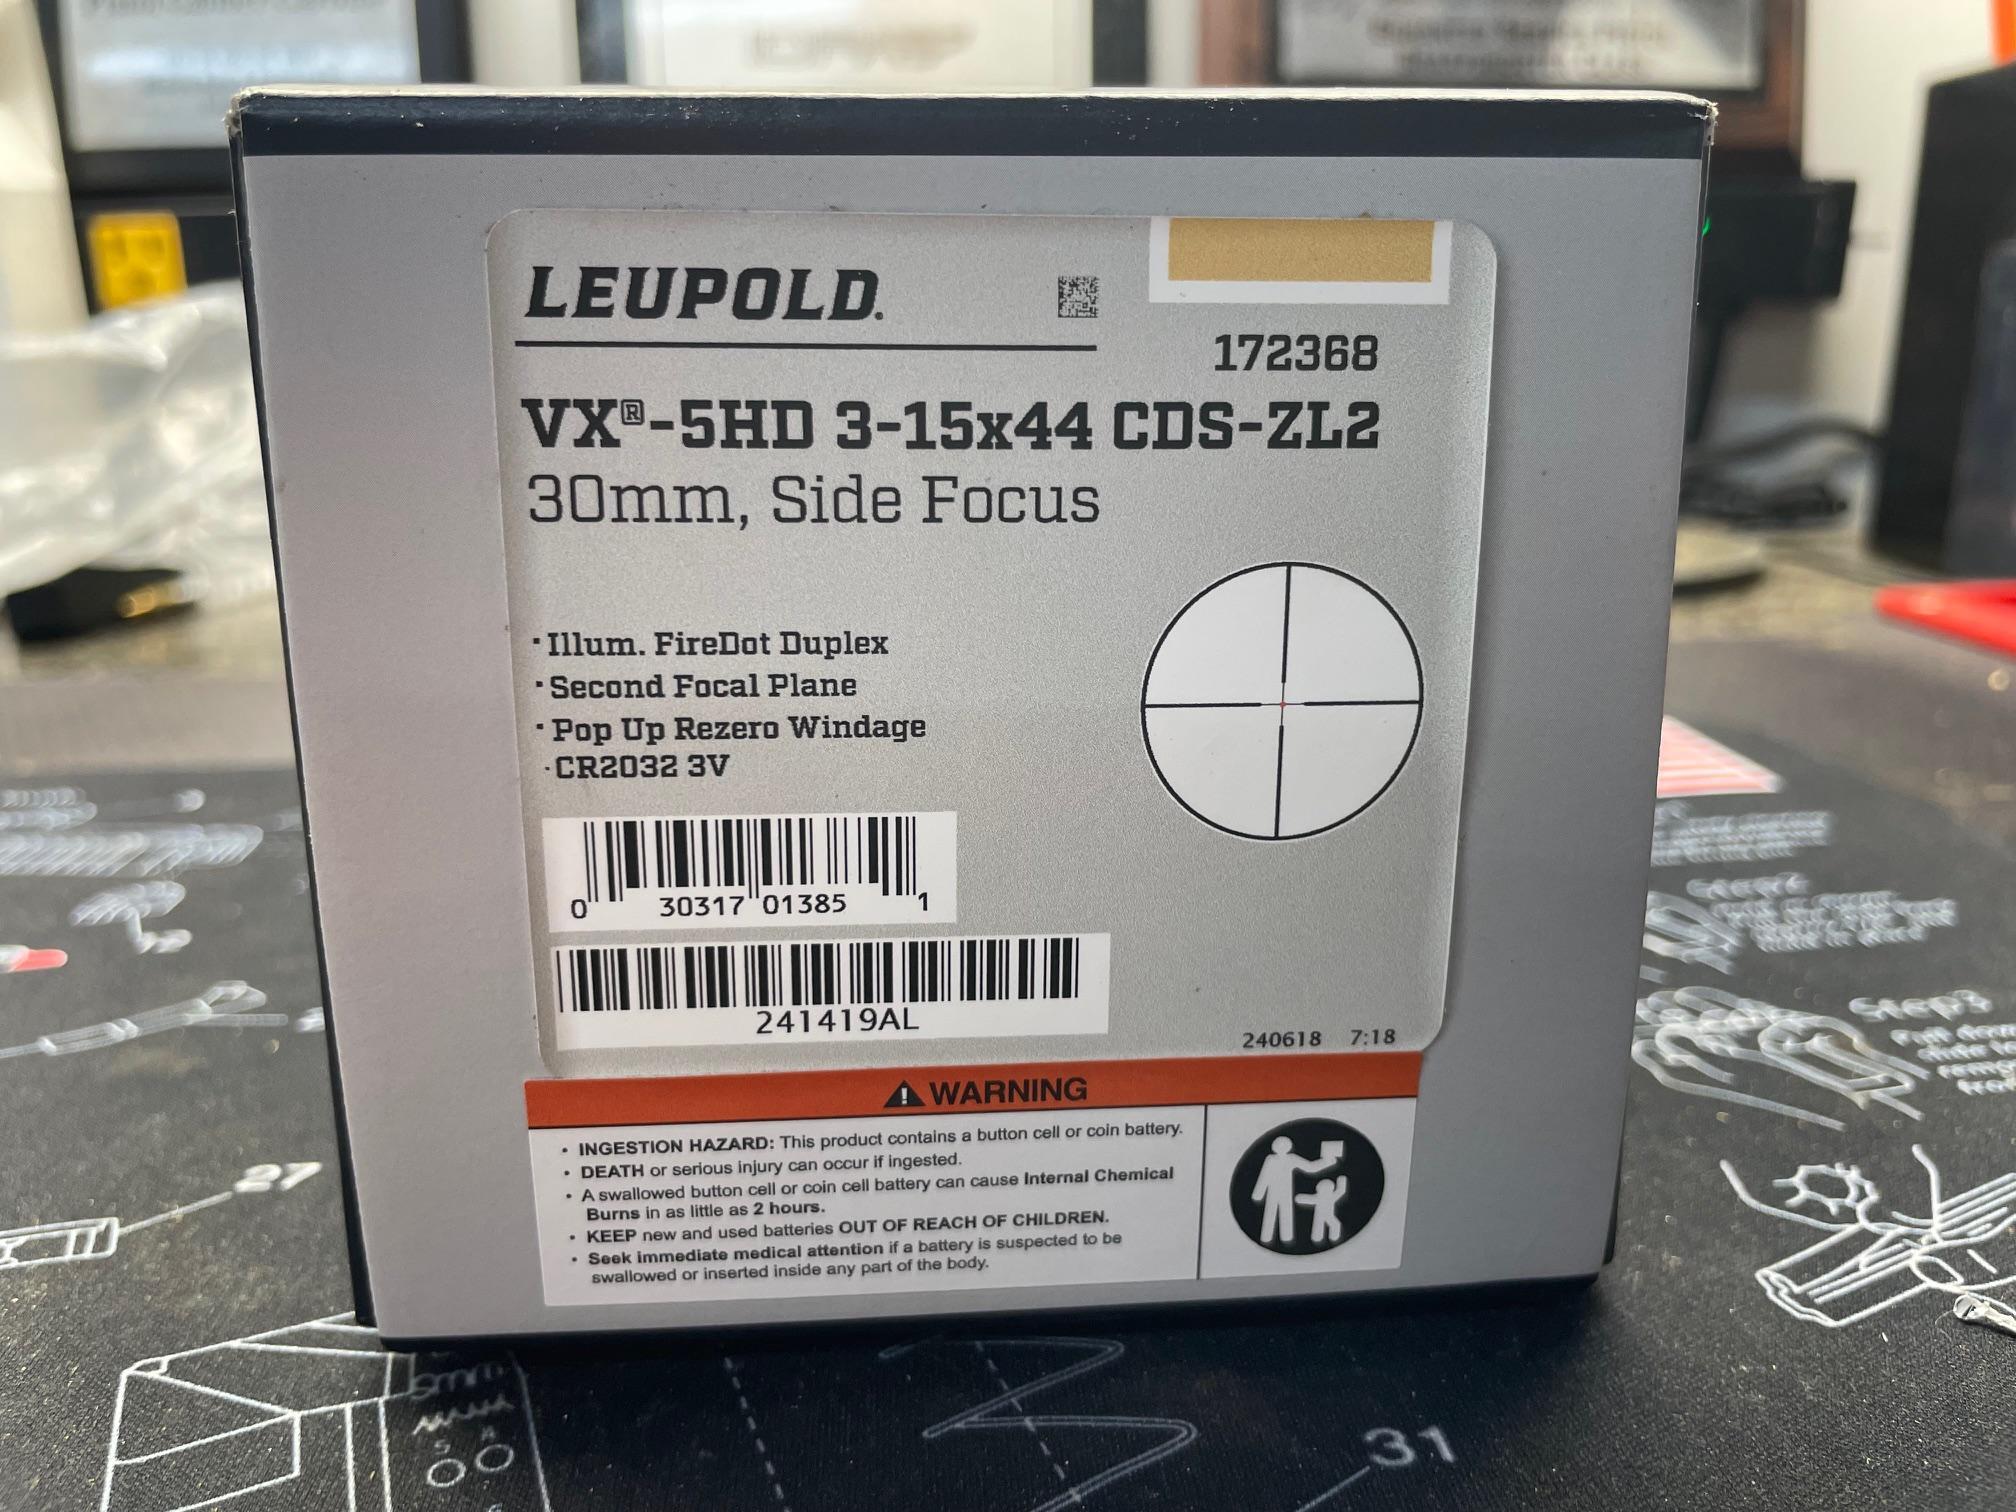 LEUPOLD.
172368
VX®-5HD 3-15x44 CDS-ZL2
30mm, Side Focus
· Illum. FireDot Duplex
· Second Focal Plane
· Pop Up Rezero Windage
· CR2032 3V
0 30317 01385 1
241419AL
240618 7:18
WARNING
• INGESTION HAZARD: This product contains a button cell or coin battery.
• DEATH or serious injury can occur if ingested.
• A swallowed button cell or coin cell battery can cause Internal Chemical
Burns in as little as 2 hours.
• KEEP new and used batteries OUT OF REACH OF CHILDREN.
• Seek immediate medical attention if a battery is suspected to be
swallowed or inserted inside any part of the body.
27
Step3
31